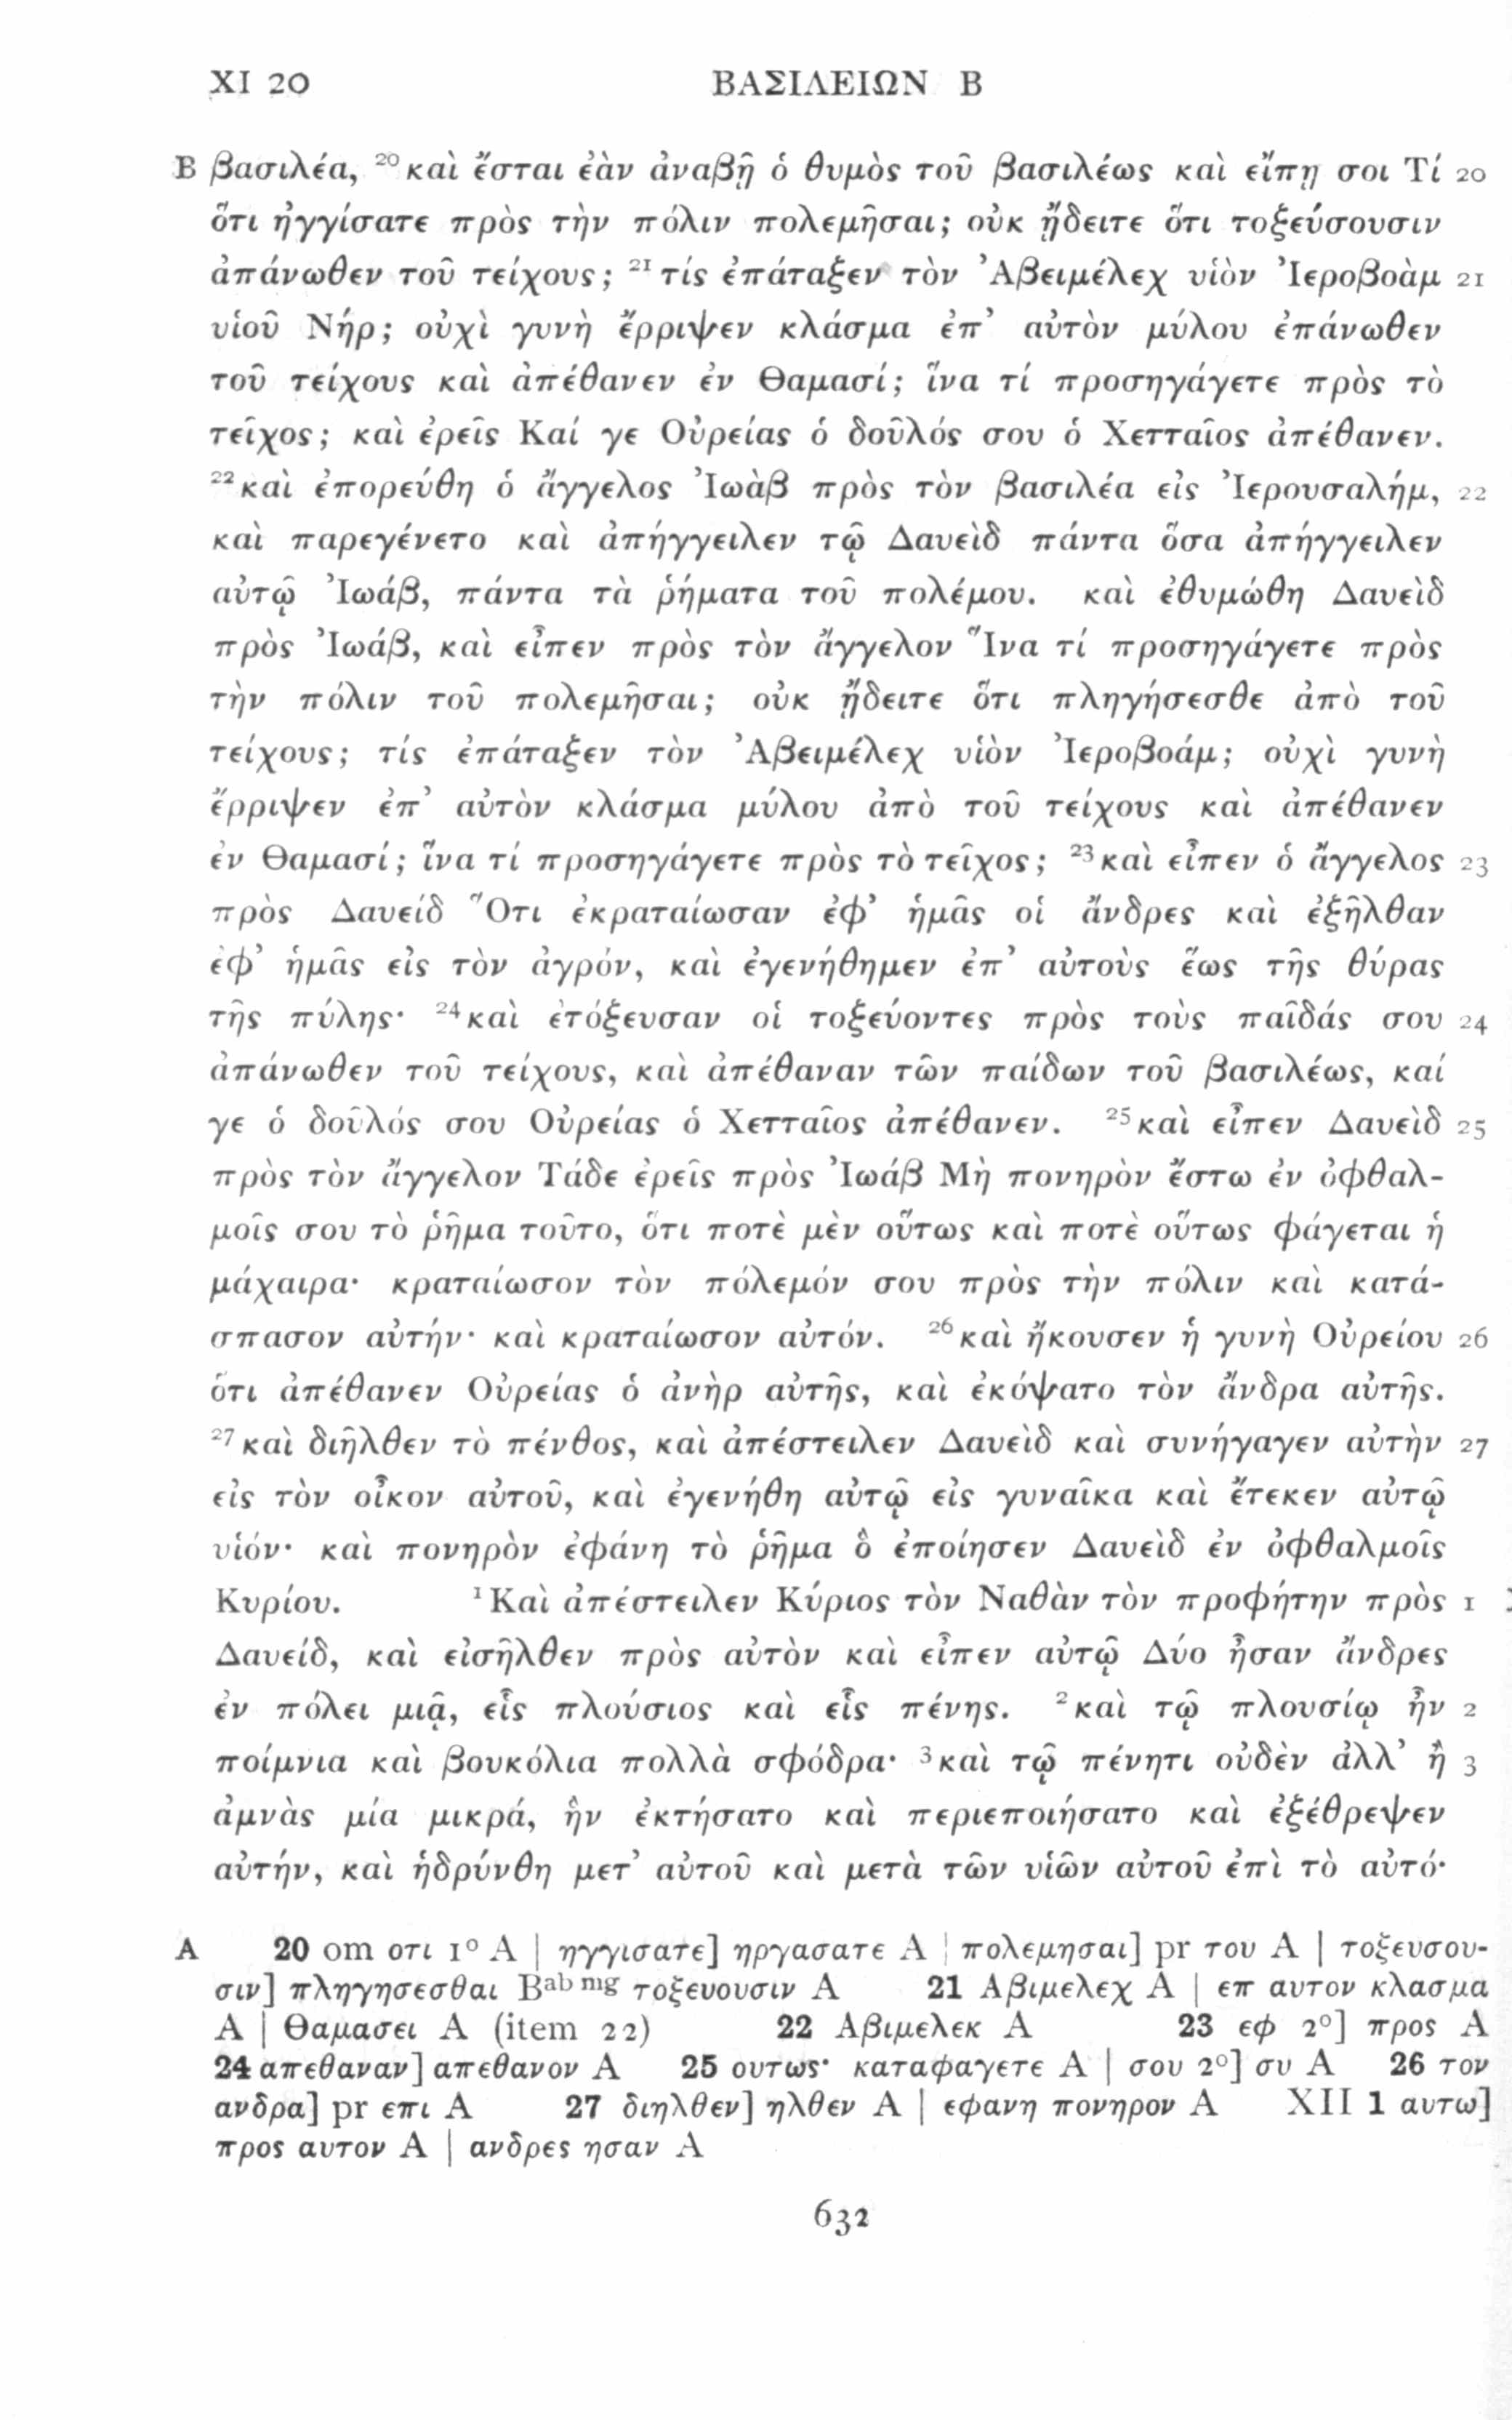 XI 20 ΒΑΣΙΛΕΙΩΝ Β
B βασιλέα, ²⁰καὶ ἔσται ἐὰν ἀναβῇ ὁ θυμὸς τοῦ βασιλέως καὶ εἴπῃ σοι Τί 20
ὅτι ἠγγίσατε πρὸς τὴν πόλιν πολεμῆσαι; οὐκ ᾔδειτε ὅτι τοξεύσουσιν
ἀπάνωθεν τοῦ τείχους; ²¹τίς ἐπάταξεν τὸν Ἀβειμέλεχ υἱὸν Ἰεροβοὰμ 21
υἱοῦ Νήρ; οὐχὶ γυνὴ ἔρριψεν κλάσμα ἐπ’ αὐτὸν μύλου ἐπάνωθεν
τοῦ τείχους καὶ ἀπέθανεν ἐν Θαμασί; ἵνα τί προσηγάγετε πρὸς τὸ
τεῖχος; καὶ ἐρεῖς Καί γε Οὐρείας ὁ δοῦλός σου ὁ Χετταῖος ἀπέθανεν.
²²καὶ ἐπορεύθη ὁ ἄγγελος Ἰωὰβ πρὸς τὸν βασιλέα εἰς Ἰερουσαλήμ, 22
καὶ παρεγένετο καὶ ἀπήγγειλεν τῷ Δαυεὶδ πάντα ὅσα ἀπήγγειλεν
αὐτῷ Ἰωάβ, πάντα τὰ ῥήματα τοῦ πολέμου. καὶ ἐθυμώθη Δαυεὶδ
πρὸς Ἰωάβ, καὶ εἶπεν πρὸς τὸν ἄγγελον Ἵνα τί προσηγάγετε πρὸς
τὴν πόλιν τοῦ πολεμῆσαι; οὐκ ᾔδειτε ὅτι πληγήσεσθε ἀπὸ τοῦ
τείχους; τίς ἐπάταξεν τὸν Ἀβειμέλεχ υἱὸν Ἰεροβοάμ; οὐχὶ γυνὴ
ἔρριψεν ἐπ’ αὐτὸν κλάσμα μύλου ἀπὸ τοῦ τείχους καὶ ἀπέθανεν
ἐν Θαμασί; ἵνα τί προσηγάγετε πρὸς τὸ τεῖχος; ²³καὶ εἶπεν ὁ ἄγγελος 23
πρὸς Δαυείδ Ὅτι ἐκραταίωσαν ἐφ’ ἡμᾶς οἱ ἄνδρες καὶ ἐξῆλθαν
ἐφ’ ἡμᾶς εἰς τὸν ἀγρόν, καὶ ἐγενήθημεν ἐπ’ αὐτοὺς ἕως τῆς θύρας
τῆς πύλης· ²⁴καὶ ἐτόξευσαν οἱ τοξεύοντες πρὸς τοὺς παῖδάς σου 24
ἀπάνωθεν τοῦ τείχους, καὶ ἀπέθαναν τῶν παίδων τοῦ βασιλέως, καί
γε ὁ δοῦλός σου Οὐρείας ὁ Χετταῖος ἀπέθανεν. ²⁵καὶ εἶπεν Δαυεὶδ 25
πρὸς τὸν ἄγγελον Τάδε ἐρεῖς πρὸς Ἰωάβ Μὴ πονηρὸν ἔστω ἐν ὀφθαλ-
μοῖς σου τὸ ῥῆμα τοῦτο, ὅτι ποτὲ μὲν οὕτως καὶ ποτὲ οὕτως φάγεται ἡ
μάχαιρα· κραταίωσον τὸν πόλεμόν σου πρὸς τὴν πόλιν καὶ κατά-
σπασον αὐτήν· καὶ κραταίωσον αὐτόν. ²⁶καὶ ἤκουσεν ἡ γυνὴ Οὐρείου 26
ὅτι ἀπέθανεν Οὐρείας ὁ ἀνὴρ αὐτῆς, καὶ ἐκόψατο τὸν ἄνδρα αὐτῆς.
²⁷καὶ διῆλθεν τὸ πένθος, καὶ ἀπέστειλεν Δαυεὶδ καὶ συνήγαγεν αὐτὴν 27
εἰς τὸν οἶκον αὐτοῦ, καὶ ἐγενήθη αὐτῷ εἰς γυναῖκα καὶ ἔτεκεν αὐτῷ
υἱόν· καὶ πονηρὸν ἐφάνη τὸ ῥῆμα ὃ ἐποίησεν Δαυεὶδ ἐν ὀφθαλμοῖς
Κυρίου. ¹Καὶ ἀπέστειλεν Κύριος τὸν Ναθὰν τὸν προφήτην πρὸς 1
Δαυείδ, καὶ εἰσῆλθεν πρὸς αὐτὸν καὶ εἶπεν αὐτῷ Δύο ἦσαν ἄνδρες
ἐν πόλει μιᾷ, εἷς πλούσιος καὶ εἷς πένης. ²καὶ τῷ πλουσίῳ ἦν 2
ποίμνια καὶ βουκόλια πολλὰ σφόδρα· ³καὶ τῷ πένητι οὐδὲν ἀλλ’ ἢ 3
ἀμνὰς μία μικρά, ἣν ἐκτήσατο καὶ περιεποιήσατο καὶ ἐξέθρεψεν
αὐτήν, καὶ ἡδρύνθη μετ’ αὐτοῦ καὶ μετὰ τῶν υἱῶν αὐτοῦ ἐπὶ τὸ αὐτό·
A 20 om οτι 1° A | ηγγισατε] ηργασατε A | πολεμησαι] pr του A | τοξευσου-
σιν] πληγησεσθαι Bᵃᵇ ᵐᵍ τοξευουσιν A 21 Αβιμελεχ A | επ αυτον κλασμα
A | Θαμασει A (item 22) 22 Αβιμελεκ A 23 εφ 2°] προς A
24 απεθαναν] απεθανον A 25 ουτως· καταφαγετε A | σου 2°] συ A 26 τον
ανδρα] pr επι A 27 διηλθεν] ηλθεν A | εφανη πονηρον A XII 1 αυτω]
προς αυτον A | ανδρες ησαν A
632